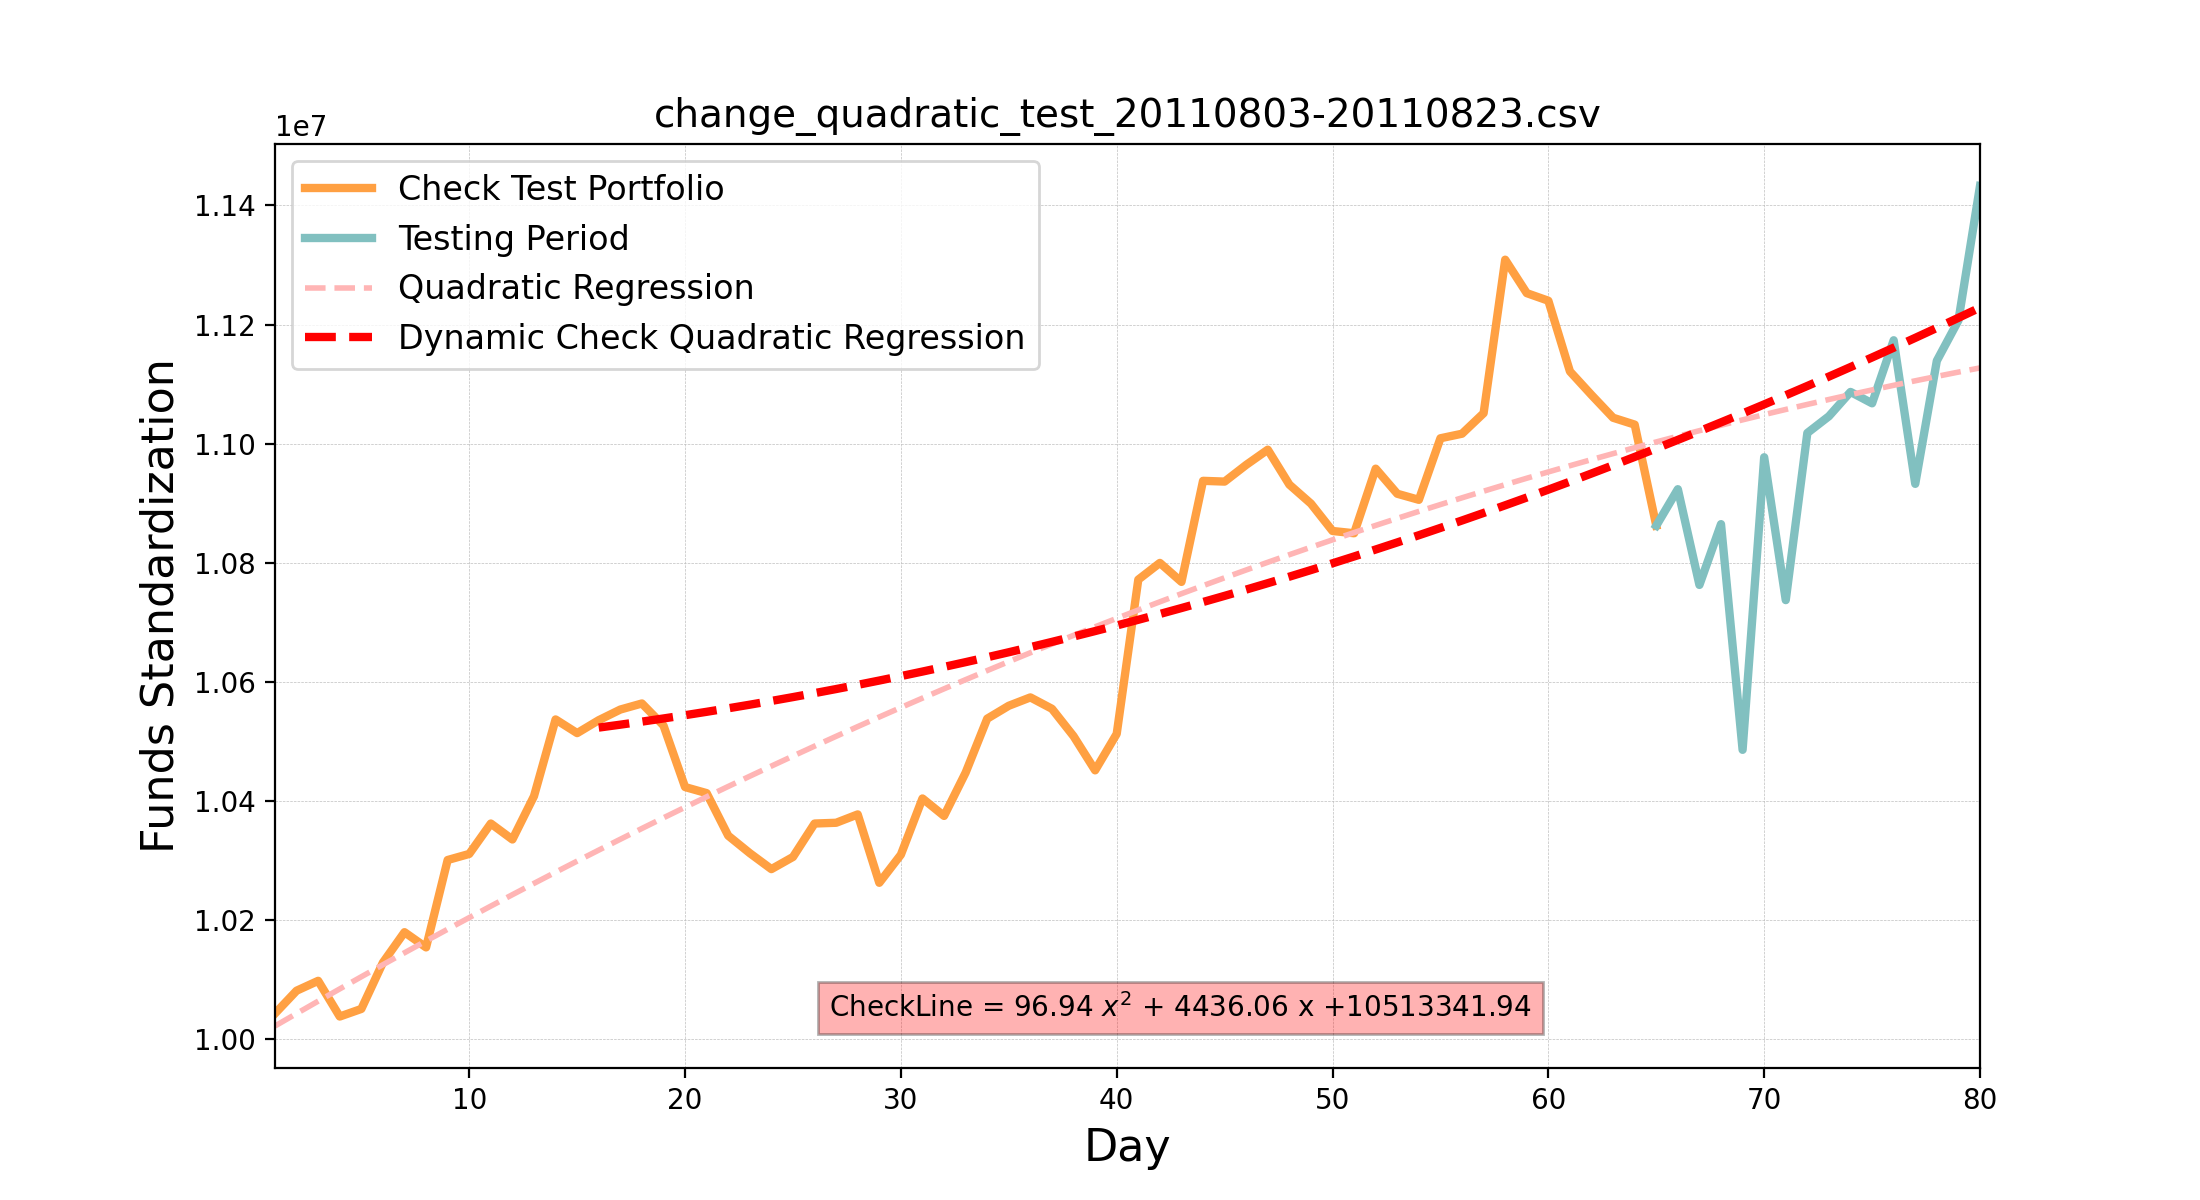 change_quadratic_test_20110803-20110823.csv
1e7
Check Test Portfolio
Testing Period
Quadratic Regression
Dynamic Check Quadratic Regression
1.14
1.12
1.10
1.08
1.06
1.04
1.02
1.00
Funds Standardization
CheckLine = 96.94 x² + 4436.06 x +10513341.94
10 20 30 40 50 60 70 80
Day